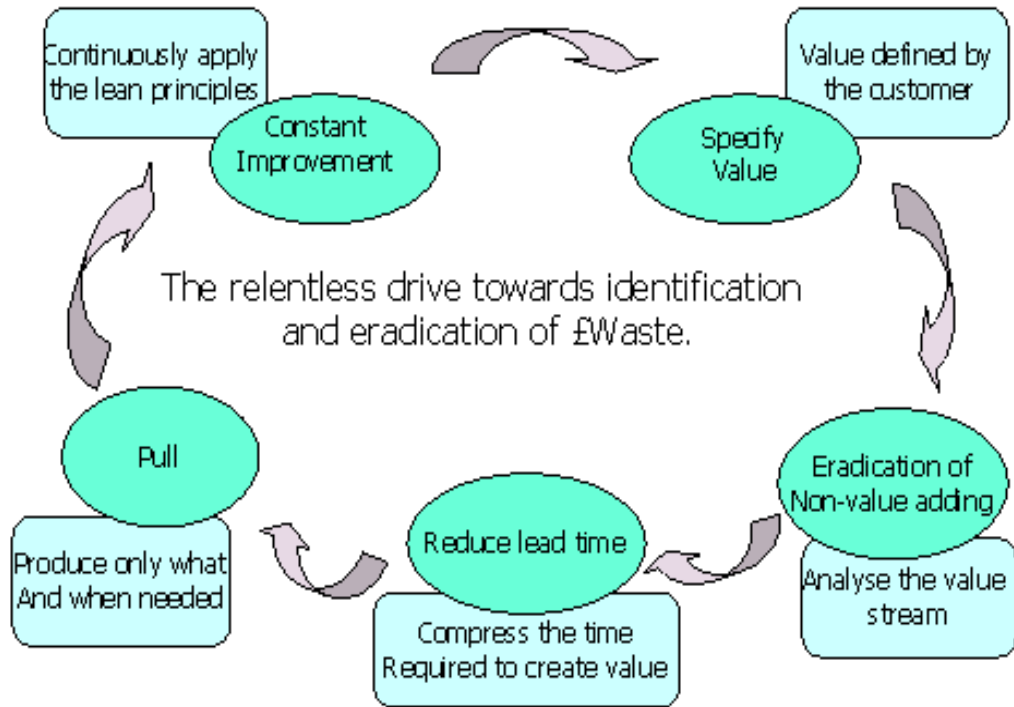 Continuously apply
the lean principles
Constant
Improvement
Value defined by
the customer
Specify
Value
The relentless drive towards identification
and eradication of £Waste.
Pull
Produce only what
And when needed
Reduce lead time
Compress the time
Required to create value
Eradication of
Non-value adding
Analyse the value
stream